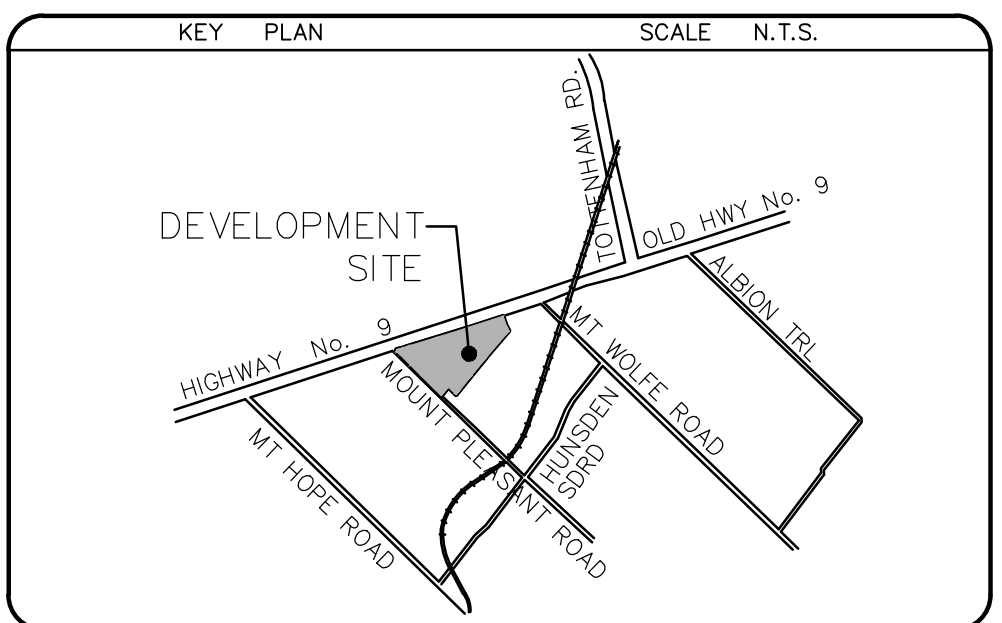 KEY PLAN
SCALE N.T.S.
TOTTENHAM RD.
OLD HWY No. 9
DEVELOPMENT
SITE
ALBION TRL
HIGHWAY No. 9
MT WOLFE ROAD
MOUNT PLEASANT ROAD
HUNSDEN
SDRD
MT HOPE ROAD